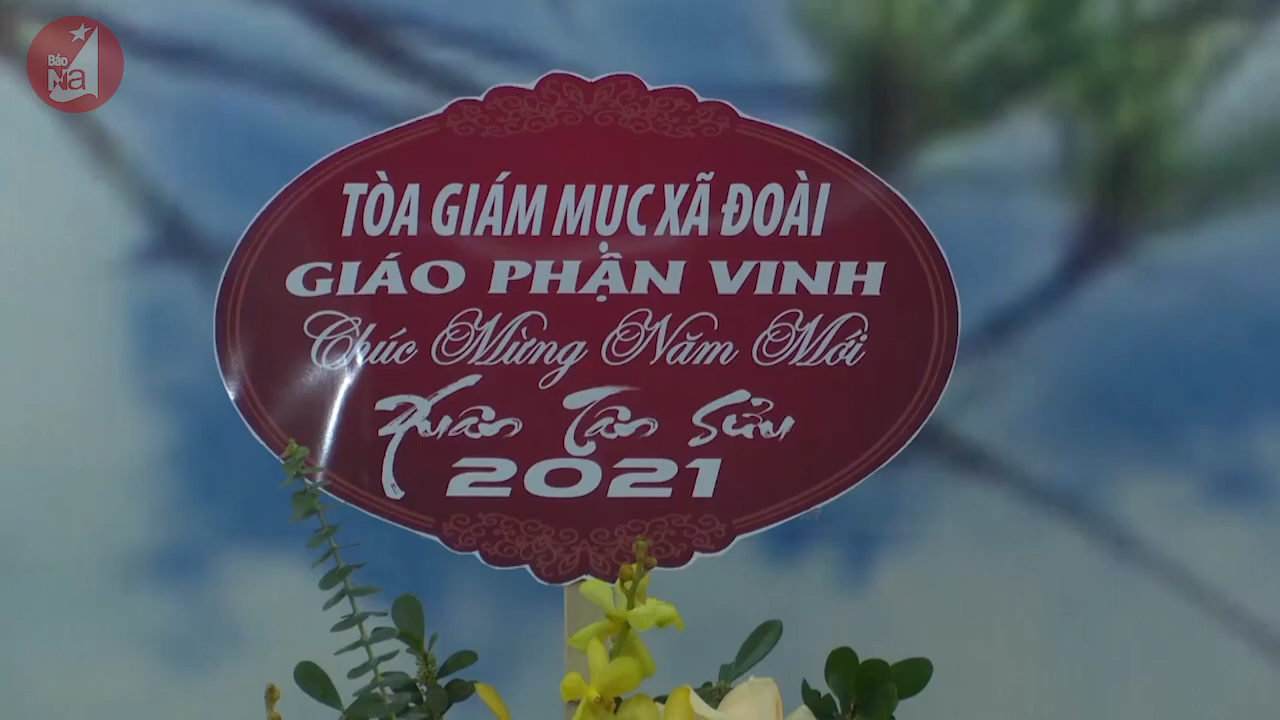 Báo
Na
TÒA GIÁM MỤC XÃ ĐOÀI
GIÁO PHẬN VINH
Chúc Mừng Năm Mới
Xuân Tân Sửu
2021